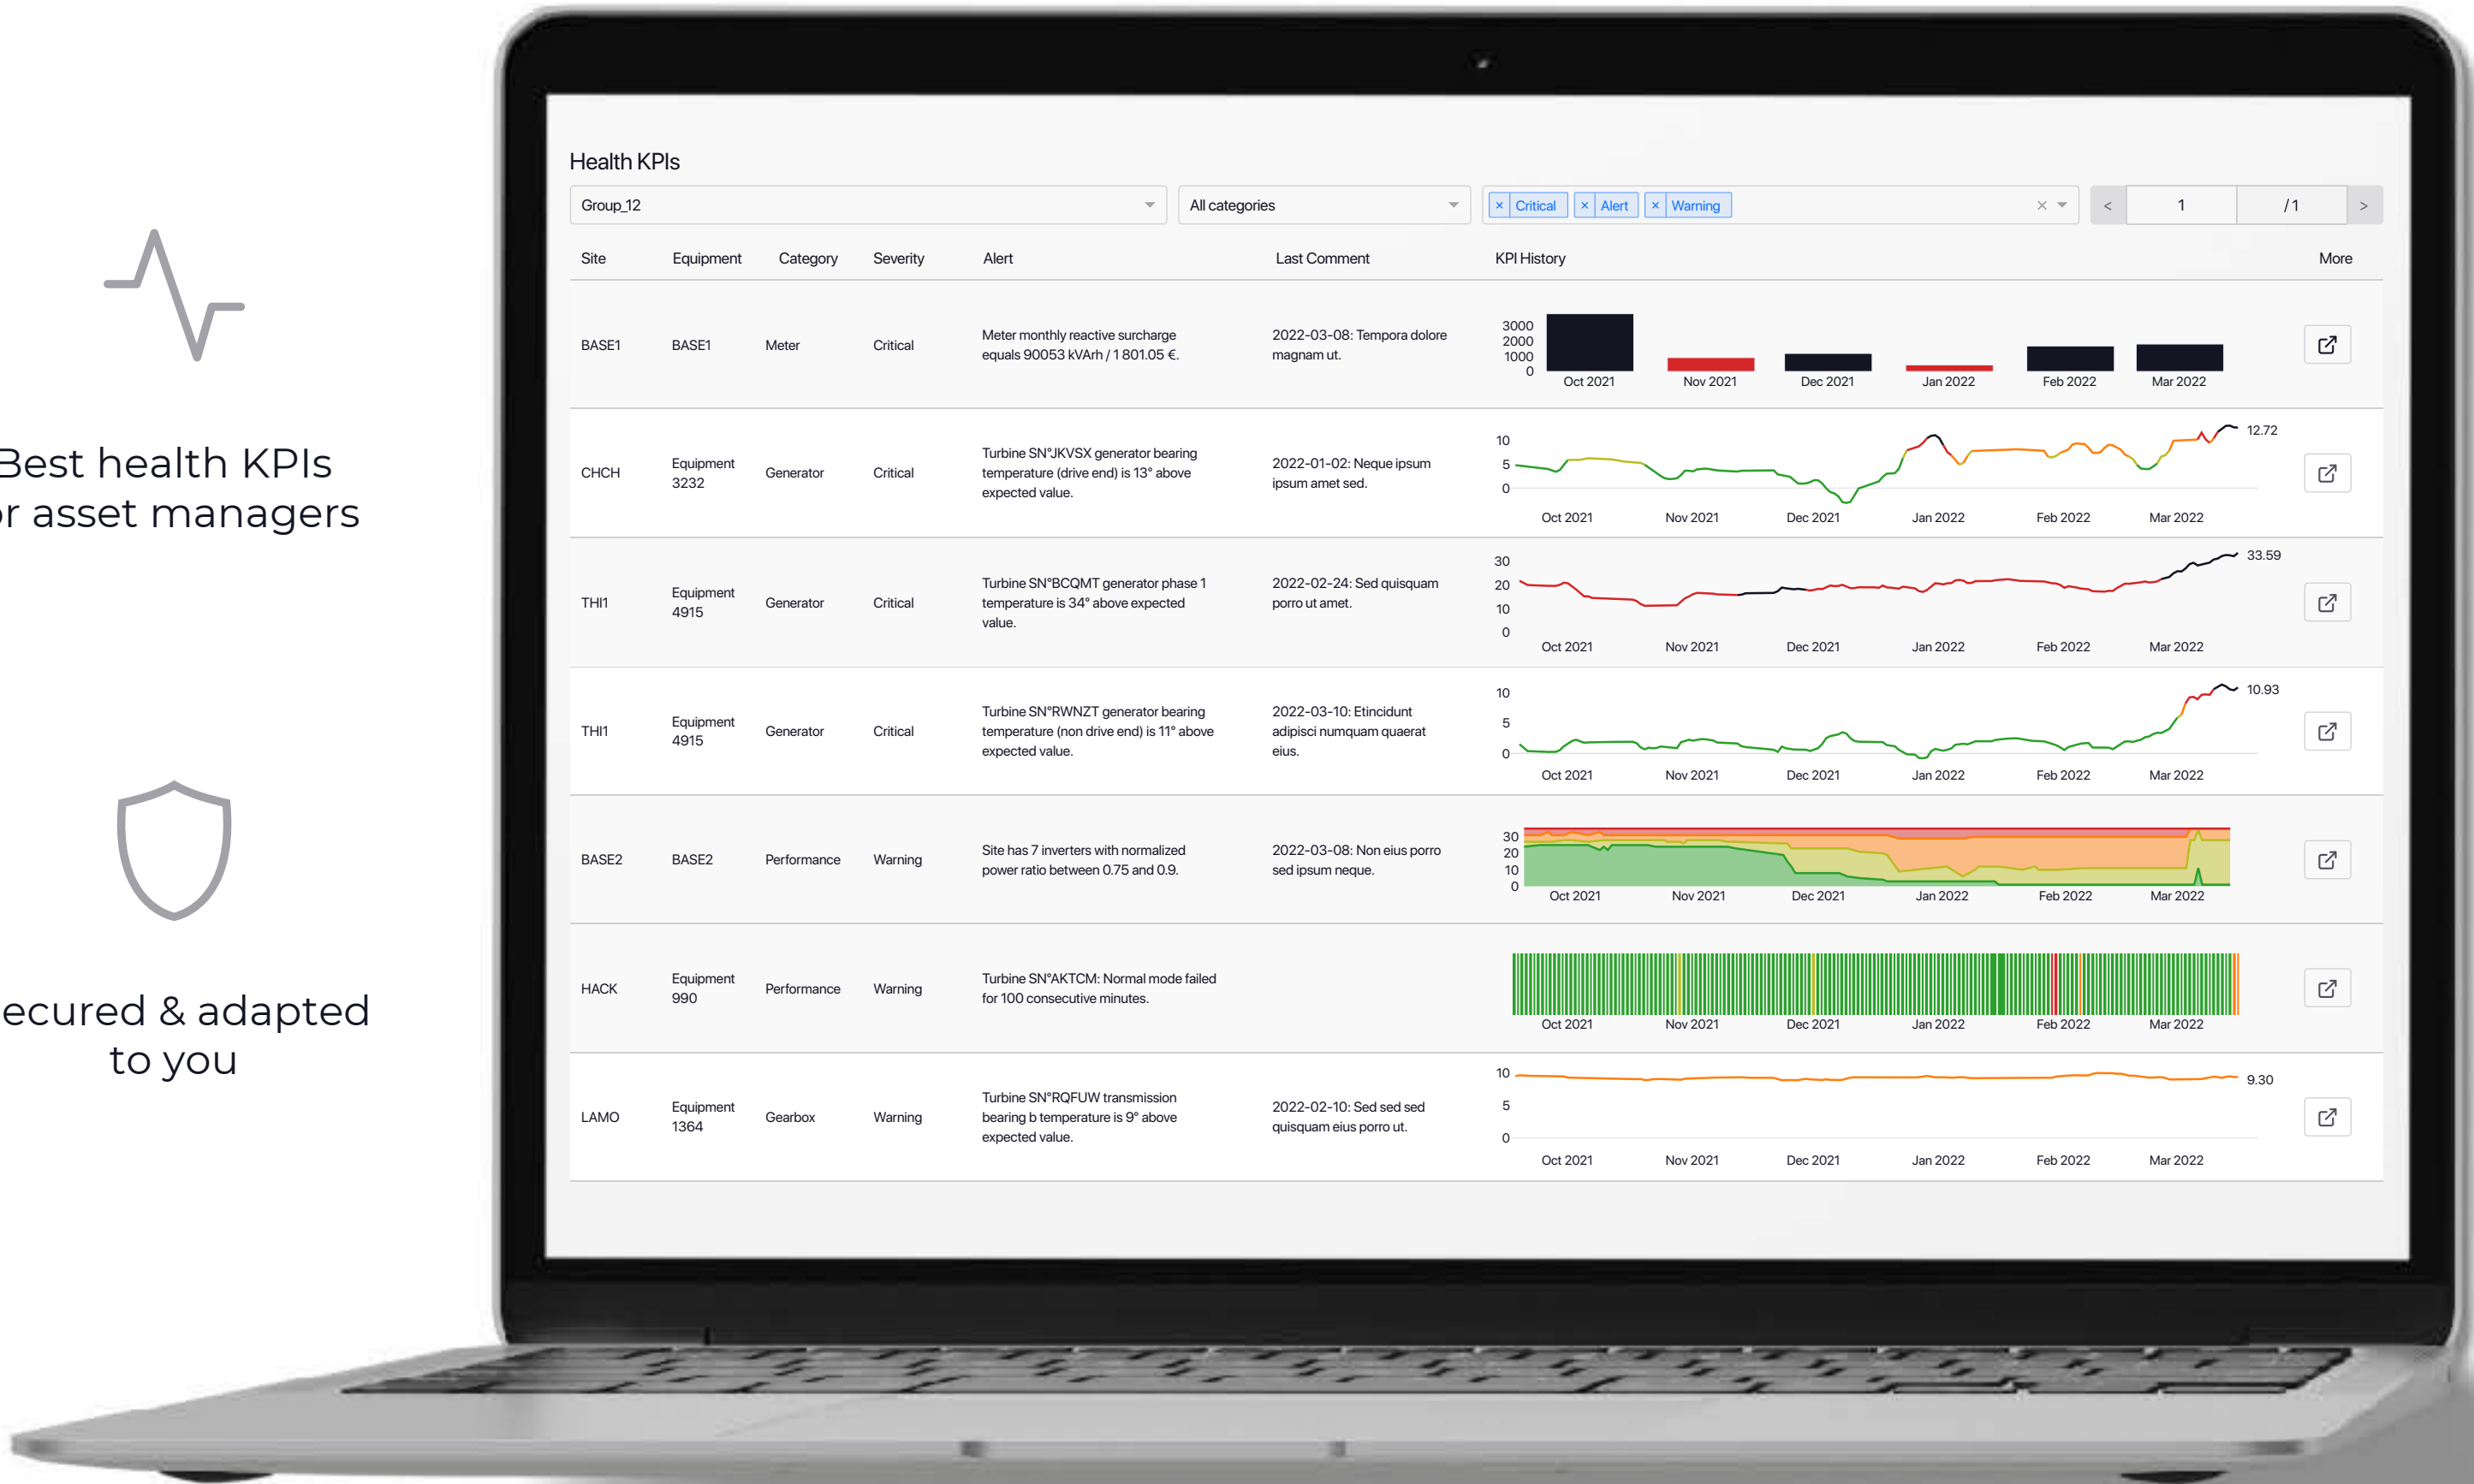 Best health KPIs
or asset managers
ecured & adapted
to you
Health KPIs
Group_12
All categories
× Critical × Alert × Warning
1
/ 1
Site Equipment Category Severity Alert Last Comment KPI History More
BASE1
BASE1
Meter
Critical
Meter monthly reactive surcharge
equals 90053 kVArh / 1 801.05 €.
2022-03-08: Tempora dolore
magnam ut.
3000
2000
1000
0
Oct 2021 Nov 2021 Dec 2021 Jan 2022 Feb 2022 Mar 2022
CHCH
Equipment
3232
Generator
Critical
Turbine SN°JKVSX generator bearing
temperature (drive end) is 13° above
expected value.
2022-01-02: Neque ipsum
ipsum amet sed.
10
5
0
12.72
Oct 2021 Nov 2021 Dec 2021 Jan 2022 Feb 2022 Mar 2022
THI1
Equipment
4915
Generator
Critical
Turbine SN°BCQMT generator phase 1
temperature is 34° above expected
value.
2022-02-24: Sed quisquam
porro ut amet.
30
20
10
0
33.59
Oct 2021 Nov 2021 Dec 2021 Jan 2022 Feb 2022 Mar 2022
THI1
Equipment
4915
Generator
Critical
Turbine SN°RWNZT generator bearing
temperature (non drive end) is 11° above
expected value.
2022-03-10: Etincidunt
adipisci numquam quaerat
eius.
10
5
0
10.93
Oct 2021 Nov 2021 Dec 2021 Jan 2022 Feb 2022 Mar 2022
BASE2
BASE2
Performance
Warning
Site has 7 inverters with normalized
power ratio between 0.75 and 0.9.
2022-03-08: Non eius porro
sed ipsum neque.
30
20
10
0
Oct 2021 Nov 2021 Dec 2021 Jan 2022 Feb 2022 Mar 2022
HACK
Equipment
990
Performance
Warning
Turbine SN°AKTCM: Normal mode failed
for 100 consecutive minutes.
Oct 2021 Nov 2021 Dec 2021 Jan 2022 Feb 2022 Mar 2022
LAMO
Equipment
1364
Gearbox
Warning
Turbine SN°RQFUW transmission
bearing b temperature is 9° above
expected value.
2022-02-10: Sed sed sed
quisquam eius porro ut.
10
5
0
9.30
Oct 2021 Nov 2021 Dec 2021 Jan 2022 Feb 2022 Mar 2022